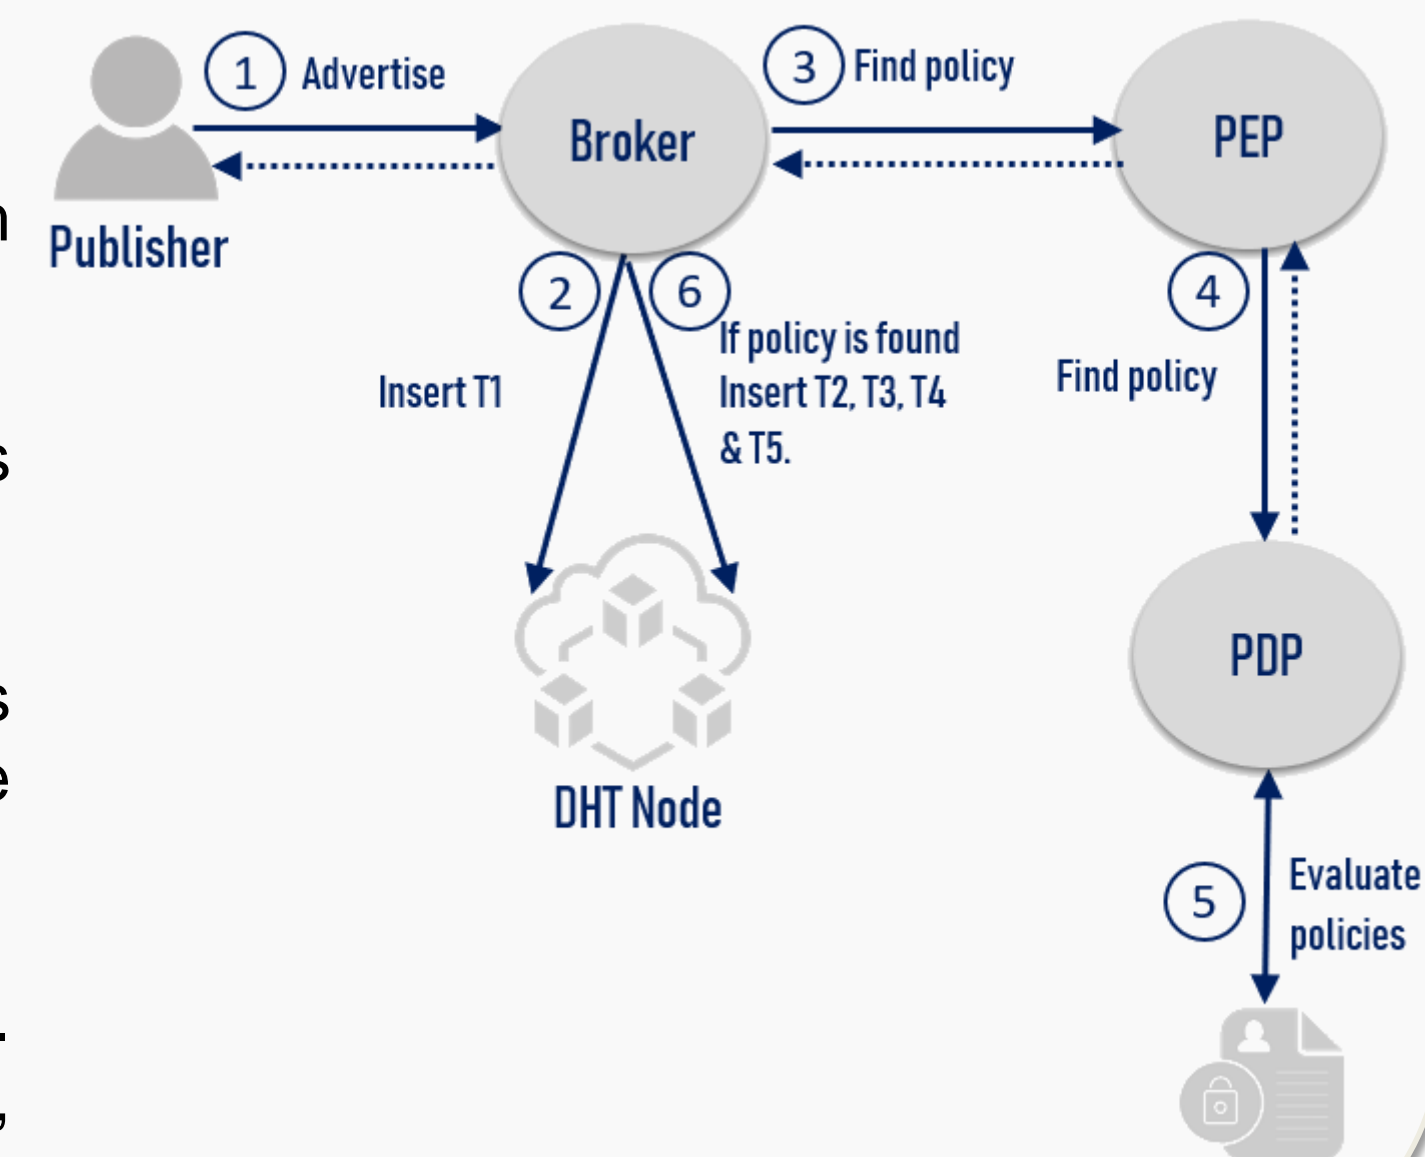 1 Advertise
Broker
3 Find policy
PEP
Publisher
2
6
4
If policy is found
Insert T2, T3, T4
& T5.
Insert T1
Find policy
PDP
DHT Node
5
Evaluate
policies
n
s
s
e
.
,